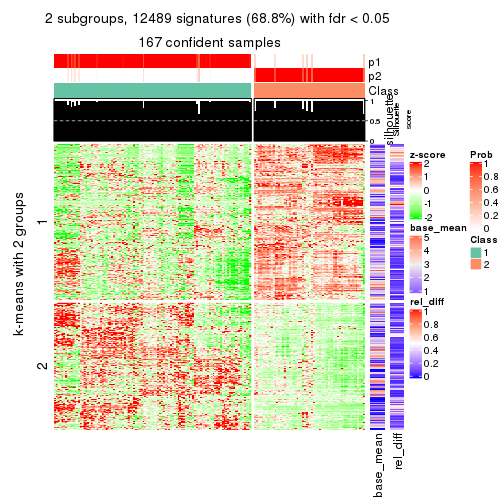 2 subgroups, 12489 signatures (68.8%) with fdr < 0.05
167 confident samples
p1
p2
Class
1
0.5
0
silhouette
Silhouette
score
k-means with 2 groups
1
2
base_mean
rel_diff
z-score
2
1
0
-1
-2
base_mean
5
4
3
2
1
rel_diff
1
0.8
0.6
0.4
0.2
0
Prob
1
0.8
0.6
0.4
0.2
0
Class
1
2